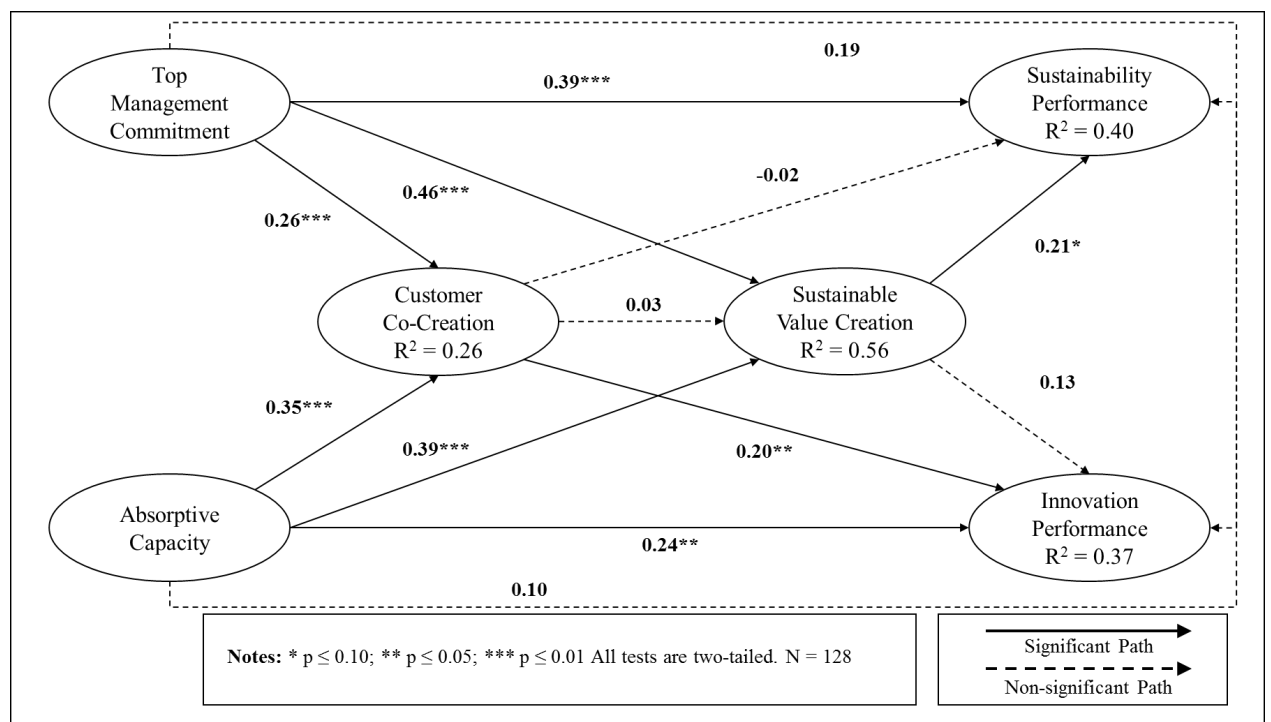 0.19
Top
Management
Commitment
0.39***
Sustainability
Performance
R² = 0.40
-0.02
0.46***
0.26***
0.21*
Customer
Co-Creation
R² = 0.26
0.03
Sustainable
Value Creation
R² = 0.56
0.13
0.35***
0.39***
0.20**
Absorptive
Capacity
Innovation
Performance
R² = 0.37
0.24**
0.10
Notes: * p ≤ 0.10; ** p ≤ 0.05; *** p ≤ 0.01 All tests are two-tailed. N = 128
Significant Path
Non-significant Path